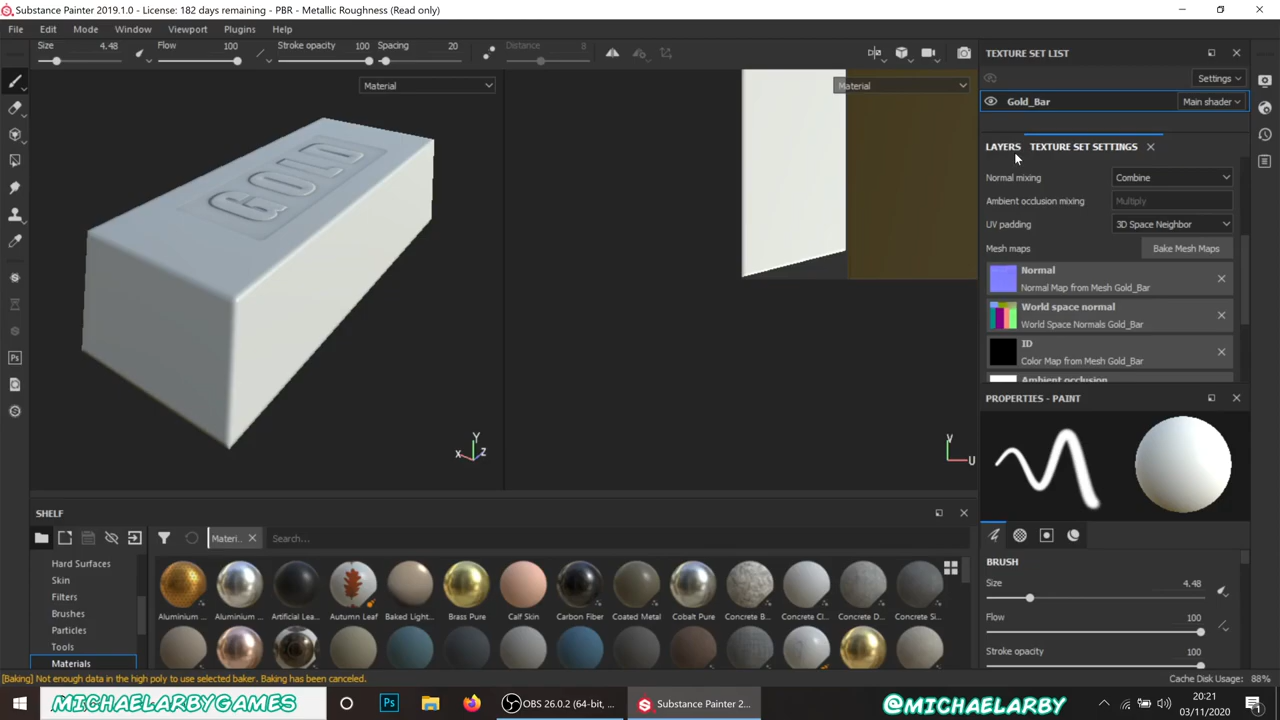 Substance Painter 2019.1.0 - License: 182 days remaining - PBR - Metallic Roughness (Read only)
File Edit Mode Window Viewport Plugins Help
Size 4.48 Flow 100 Stroke opacity 100 Spacing 20 Distance 8
Material
Material
GOLD
Y
X
Z
V
U
TEXTURE SET LIST
Settings
Gold_Bar Main shader
LAYERS TEXTURE SET SETTINGS
Normal mixing Combine
Ambient occlusion mixing Multiply
UV padding 3D Space Neighbor
Mesh maps Bake Mesh Maps
Normal
Normal Map from Mesh Gold_Bar
World space normal
World Space Normals Gold_Bar
ID
Color Map from Mesh Gold_Bar
Ambient occlusion
PROPERTIES - PAINT
BRUSH
Size 4.48
Flow 100
Stroke opacity 100
Ps
SHELF
Materi... Search...
Hard Surfaces
Skin
Filters
Brushes
Particles
Tools
Materials
Aluminium ... Aluminium ... Artificial Lea... Autumn Leaf Baked Light... Brass Pure Calf Skin Carbon Fiber Coated Metal Cobalt Pure Concrete B... Concrete Cl... Concrete D... Concrete Si...
[Baking] Not enough data in the high poly to use selected baker. Baking has been canceled.
Cache Disk Usage: 88%
MICHAELARBYGAMES
Ps
OBS 26.0.2 (64-bit, ...
Substance Painter 2...
@MICHAELARBY
20:21
03/11/2020
1